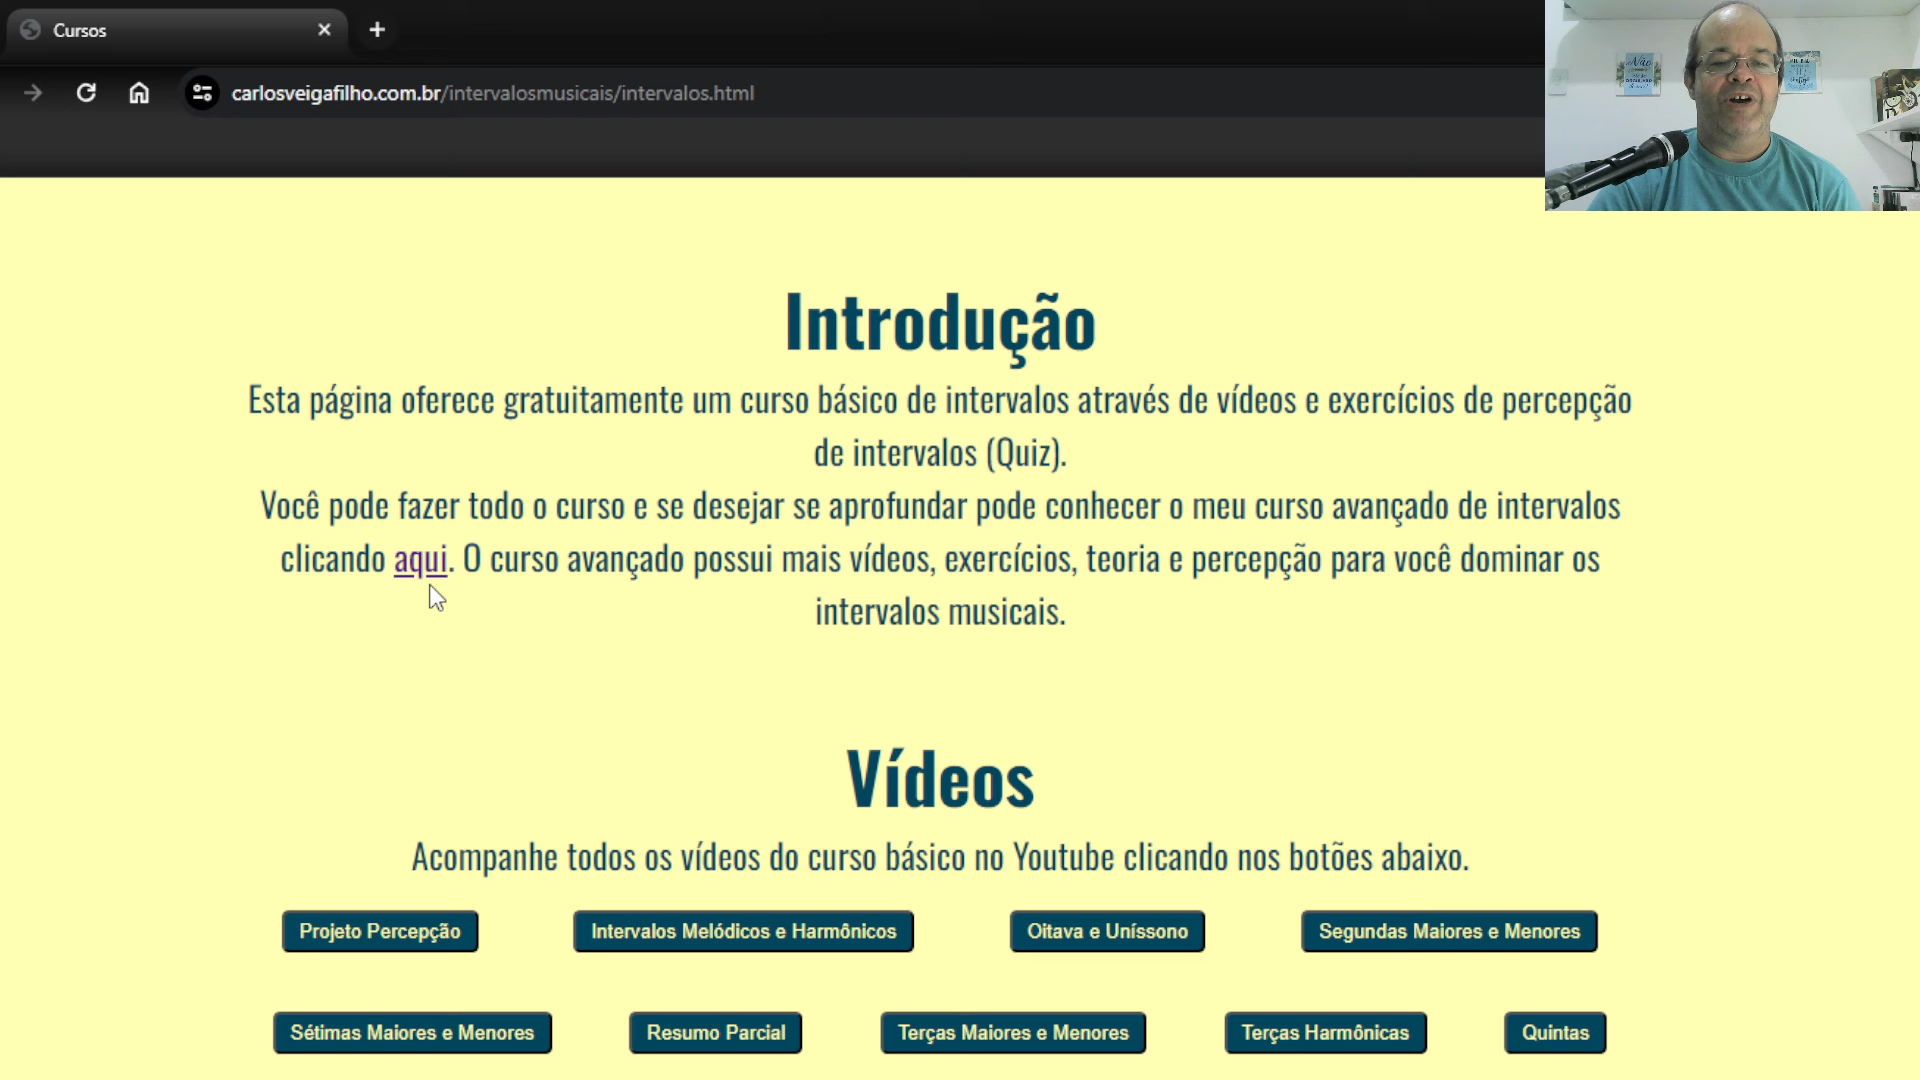 Cursos
carlosveigafilho.com.br/intervalosmusicais/intervalos.html
Não
Introdução
Esta página oferece gratuitamente um curso básico de intervalos através de vídeos e exercícios de percepção
de intervalos (Quiz).
Você pode fazer todo o curso e se desejar se aprofundar pode conhecer o meu curso avançado de intervalos
clicando aqui. O curso avançado possui mais vídeos, exercícios, teoria e percepção para você dominar os
intervalos musicais.
Vídeos
Acompanhe todos os vídeos do curso básico no Youtube clicando nos botões abaixo.
Projeto Percepção
Intervalos Melódicos e Harmônicos
Oitava e Uníssono
Segundas Maiores e Menores
Sétimas Maiores e Menores
Resumo Parcial
Terças Maiores e Menores
Terças Harmônicas
Quintas